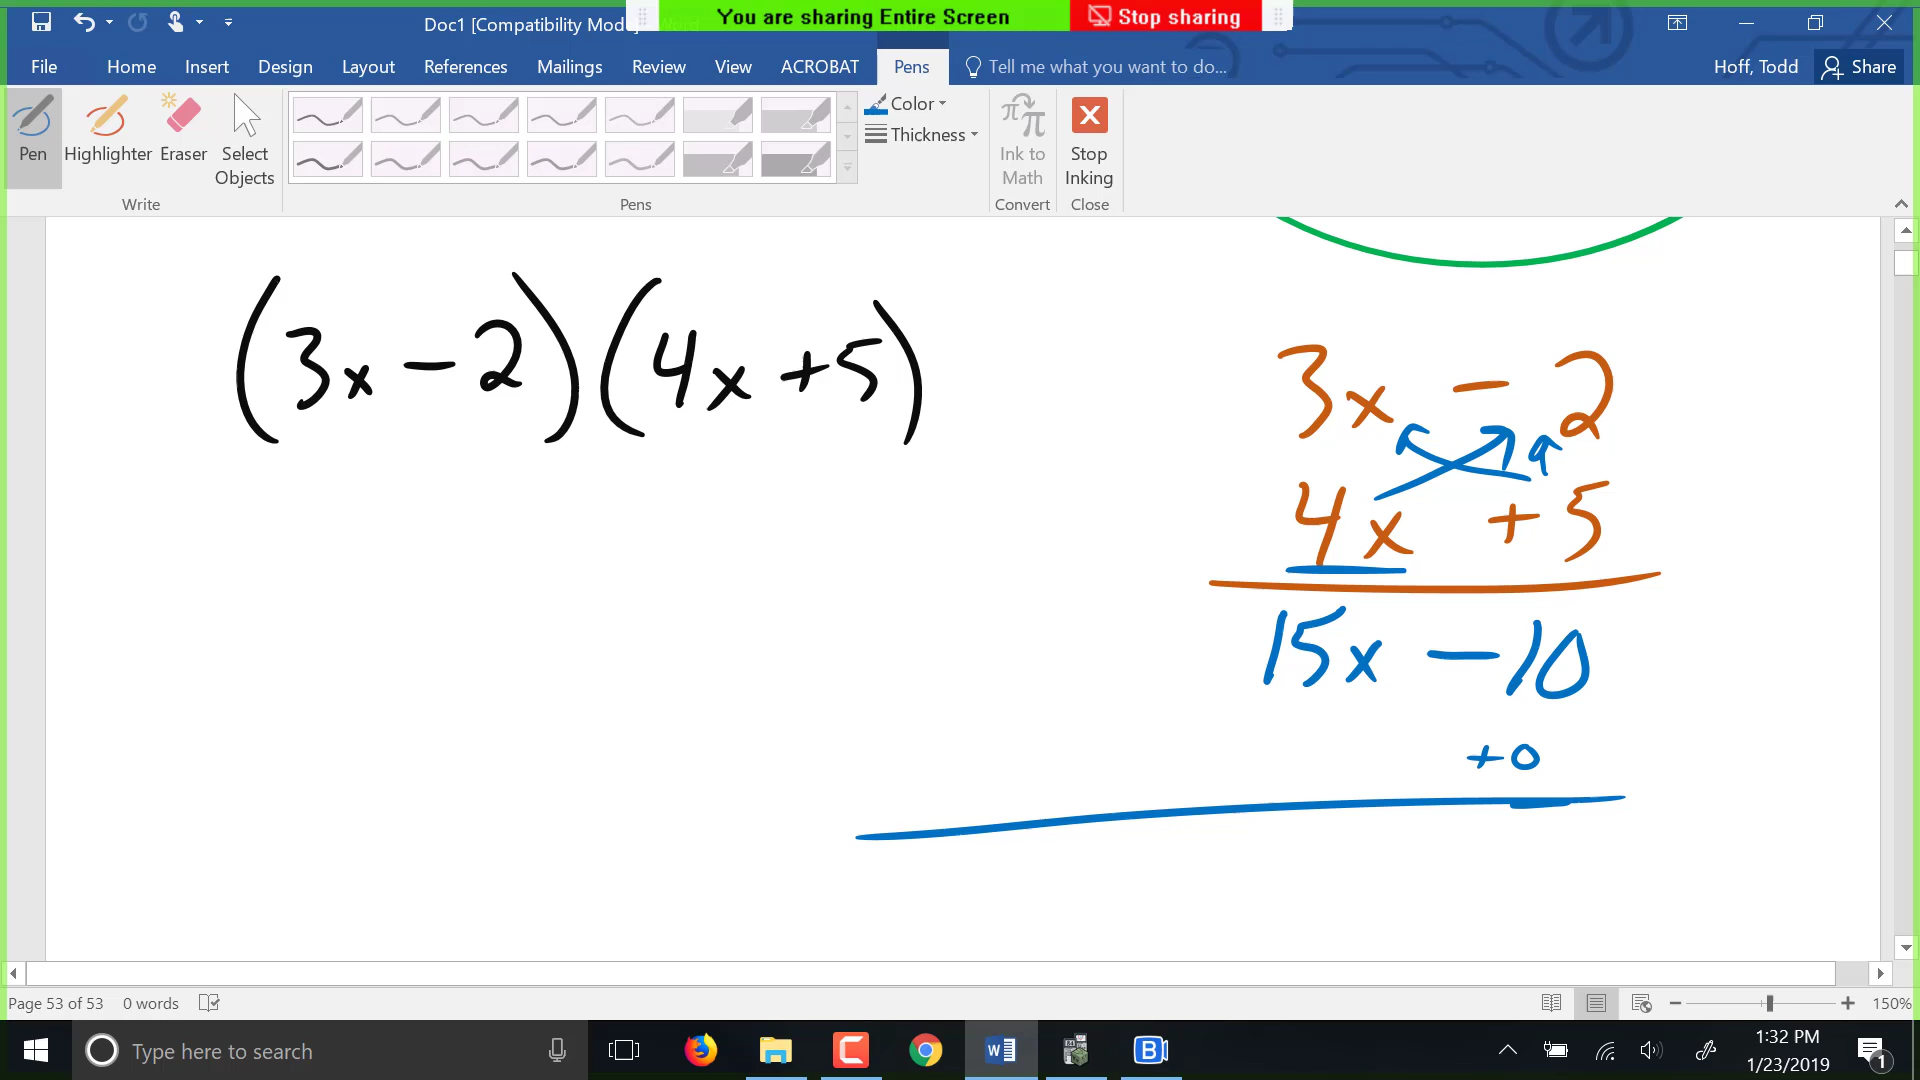 Doc1 [Compatibility Mod
You are sharing Entire Screen
Stop sharing
File Home Insert Design Layout References Mailings Review View ACROBAT Pens Tell me what you want to do... Hoff, Todd Share
Pen Highlighter Eraser Select Objects
Color
Thickness
Ink to Math
Stop Inking
Write Pens Convert Close
(3x - 2)(4x + 5)
3x - 2
4x + 5
15x - 10
+0
Page 53 of 53 0 words 150%
Type here to search
1:32 PM
1/23/2019
1